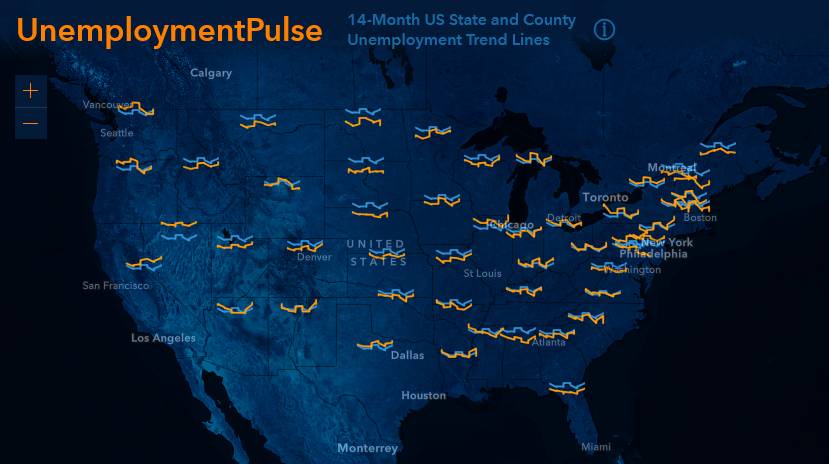 UnemploymentPulse
14-Month US State and County
Unemployment Trend Lines
i
+
−
Calgary
Vancouver
Seattle
Montreal
Toronto
Detroit
Boston
Chicago
New York
Philadelphia
Washington
UNITED
STATES
Denver
St Louis
San Francisco
Los Angeles
Dallas
Atlanta
Houston
Monterrey
Miami